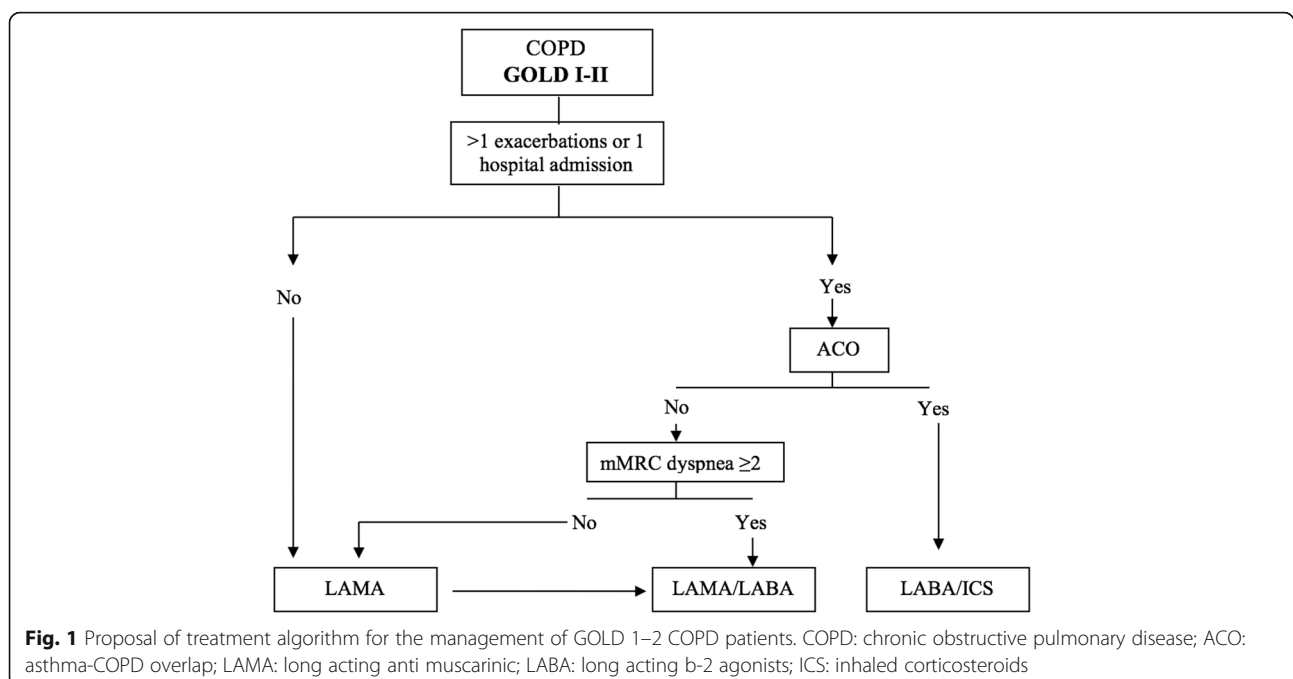 COPD
GOLD I-II
>1 exacerbations or 1
hospital admission
No
Yes
ACO
No
Yes
mMRC dyspnea ≥2
No
Yes
LAMA
LAMA/LABA
LABA/ICS
Fig. 1 Proposal of treatment algorithm for the management of GOLD 1–2 COPD patients. COPD: chronic obstructive pulmonary disease; ACO:
asthma-COPD overlap; LAMA: long acting anti muscarinic; LABA: long acting b-2 agonists; ICS: inhaled corticosteroids